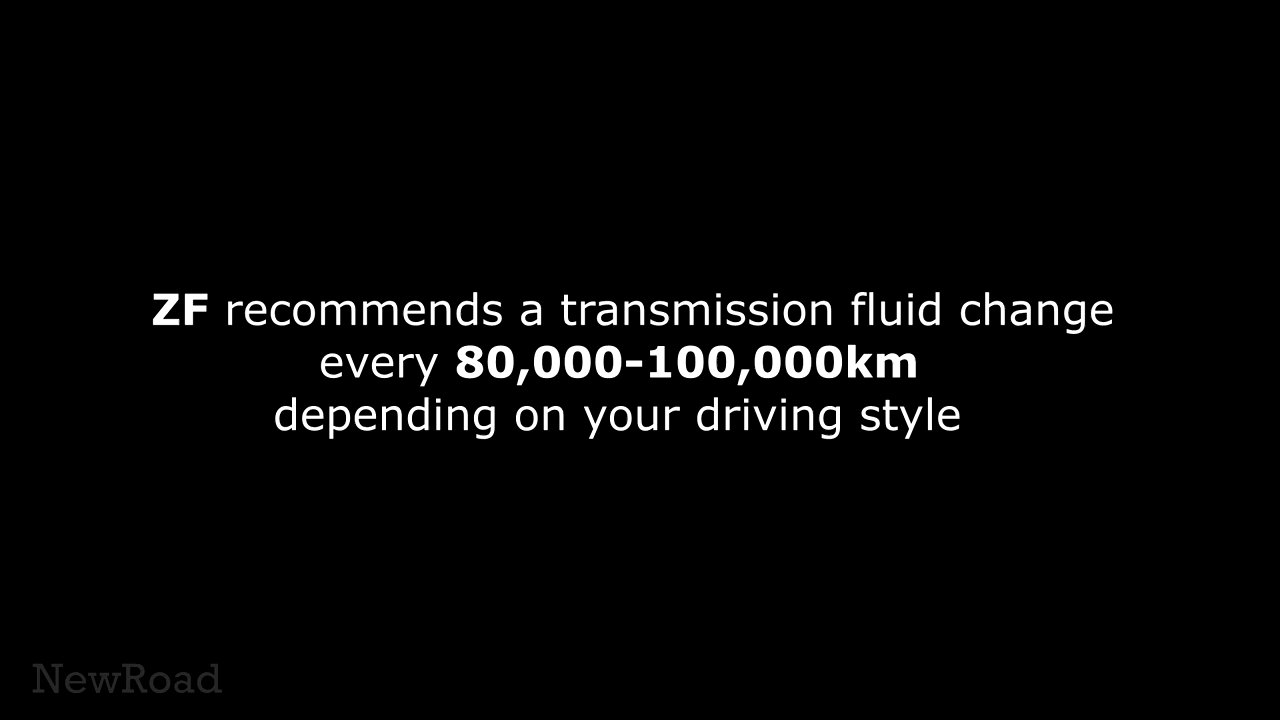 ZF recommends a transmission fluid change
every 80,000-100,000km
depending on your driving style
NewRoad